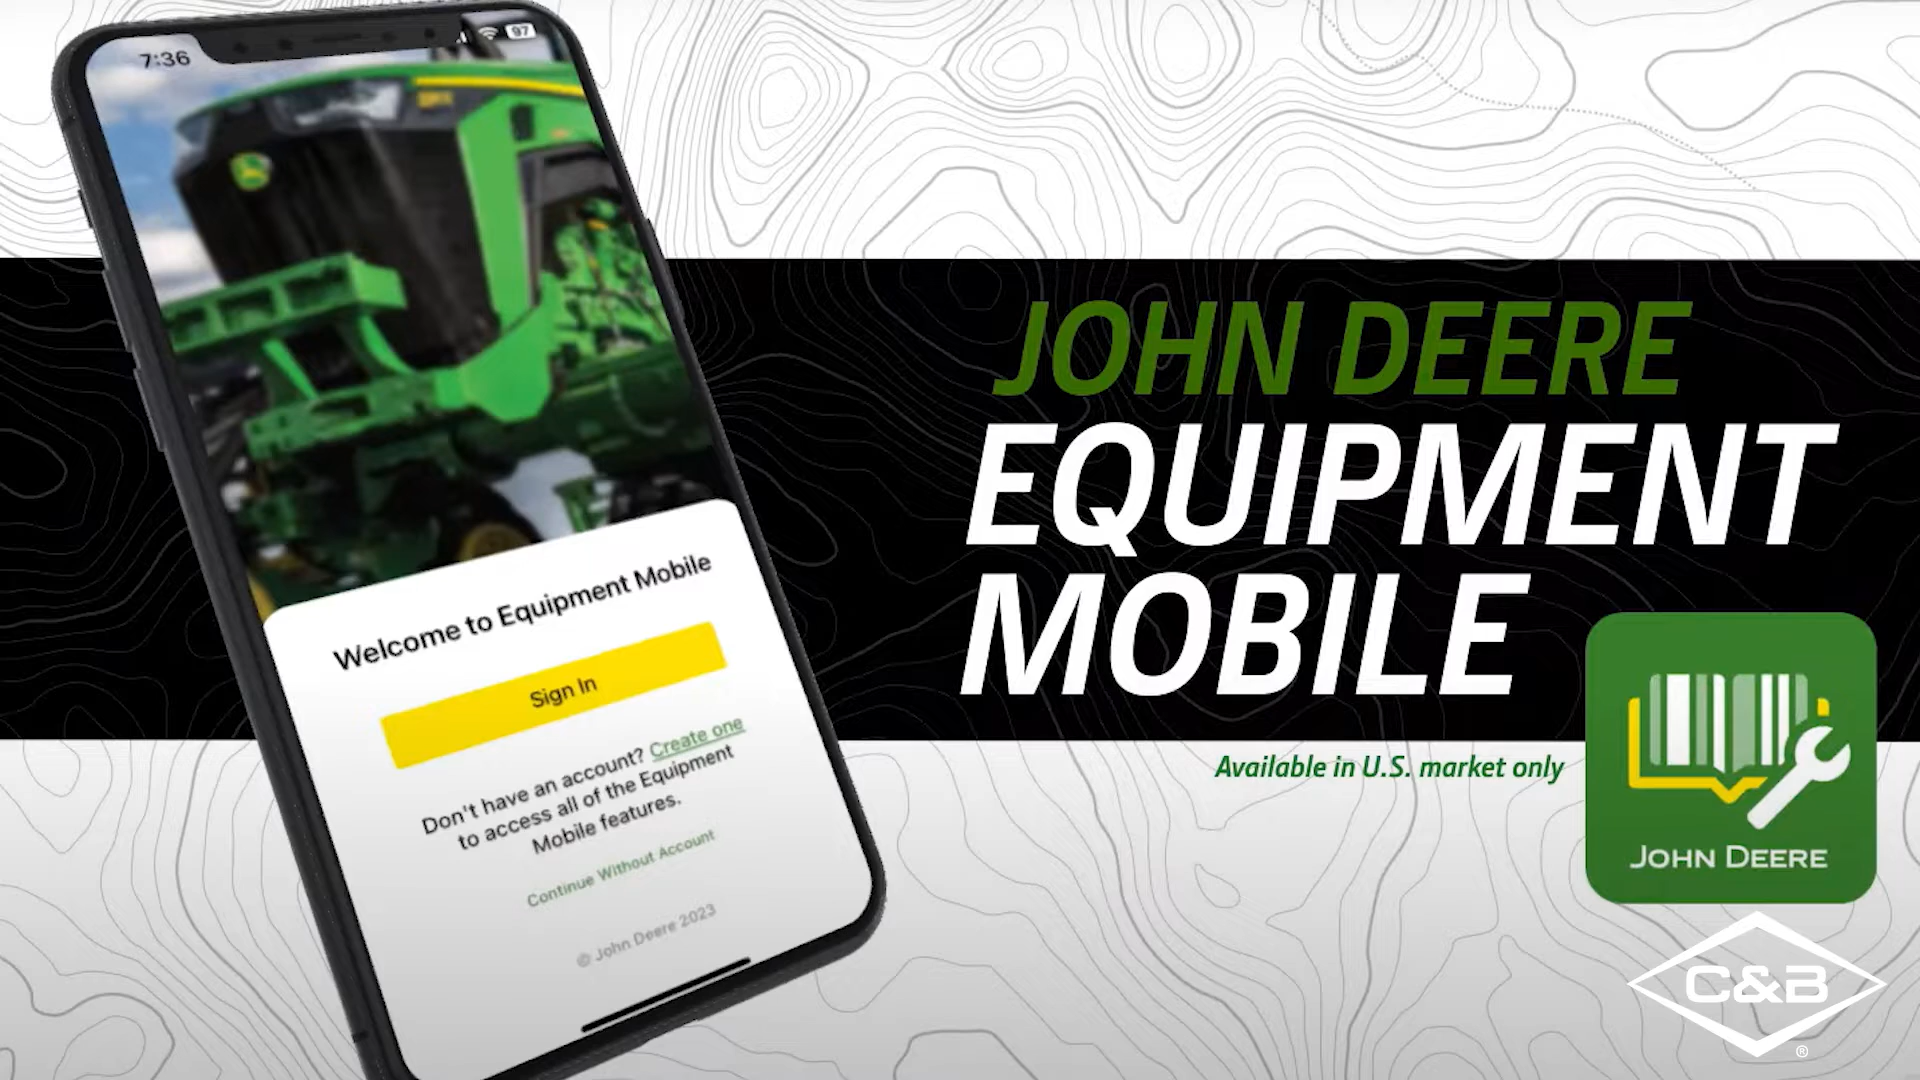 7:36
97
Welcome to Equipment Mobile
Sign In
Don't have an account? Create one
to access all of the Equipment
Mobile features.
Continue Without Account
© John Deere 2023
JOHN DEERE
EQUIPMENT
MOBILE
Available in U.S. market only
JOHN DEERE
C&B
®